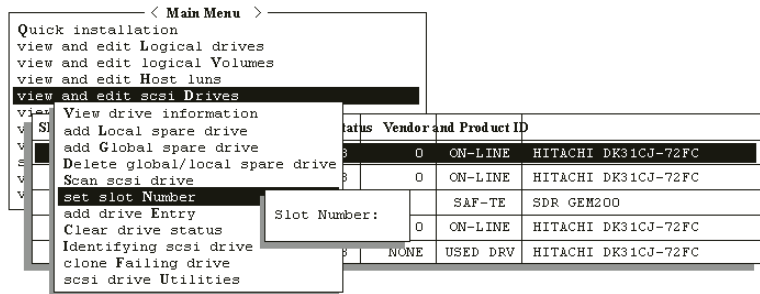 Main Menu
Quick installation
view and edit Logical drives
view and edit logical Volumes
view and edit Host luns
view and edit scsi Drives
View drive information
Sl tatus Vendor and Product ID
add Local spare drive
add Global spare drive
3 0 ON-LINE HITACHI DK31CJ-72FC
Delete global/local spare drive
Scan scsi drive
3 0 ON-LINE HITACHI DK31CJ-72FC
set slot Number
SAF-TE SDR GEM200
add drive Entry
Slot Number:
Clear drive status
0 ON-LINE HITACHI DK31CJ-72FC
Identifying scsi drive
3 NONE USED DRV HITACHI DK31CJ-72FC
clone Failing drive
scsi drive Utilities